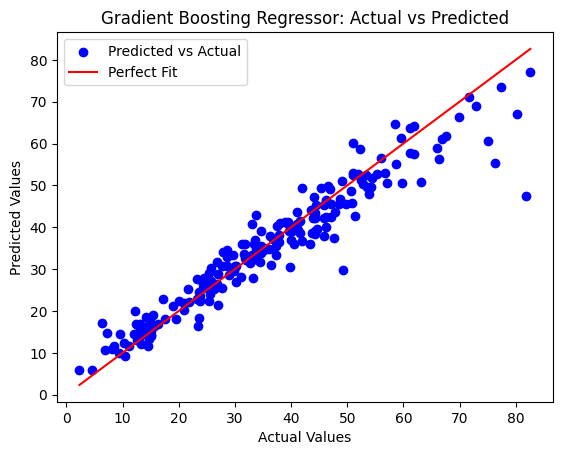 Gradient Boosting Regressor: Actual vs Predicted
Predicted vs Actual
Perfect Fit
80
70
60
50
40
30
20
10
0
Predicted Values
0 10 20 30 40 50 60 70 80
Actual Values